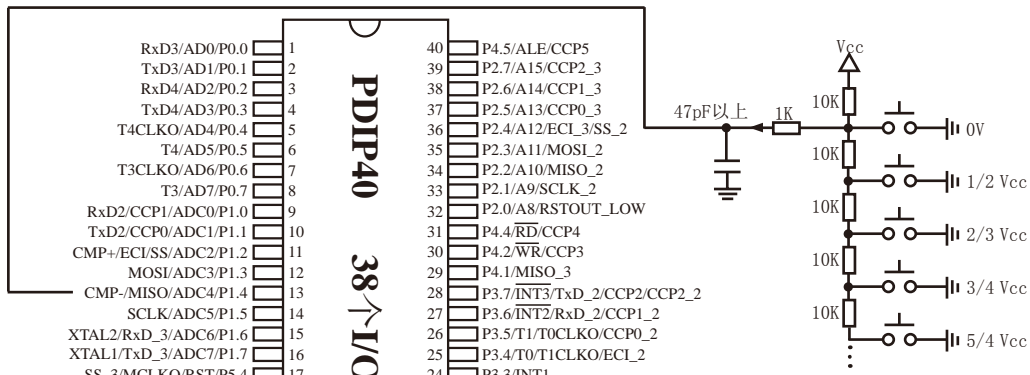 RxD3/AD0/P0.0 1
TxD3/AD1/P0.1 2
RxD4/AD2/P0.2 3
TxD4/AD3/P0.3 4
T4CLKO/AD4/P0.4 5
T4/AD5/P0.5 6
T3CLKO/AD6/P0.6 7
T3/AD7/P0.7 8
RxD2/CCP1/ADC0/P1.0 9
TxD2/CCP0/ADC1/P1.1 10
CMP+/ECI/SS/ADC2/P1.2 11
MOSI/ADC3/P1.3 12
CMP-/MISO/ADC4/P1.4 13
SCLK/ADC5/P1.5 14
XTAL2/RxD_3/ADC6/P1.6 15
XTAL1/TxD_3/ADC7/P1.7 16
SS_3/MCLKO/RST/P5.4 17
PDIP40 38个I/O
40 P4.5/ALE/CCP5
39 P2.7/A15/CCP2_3
38 P2.6/A14/CCP1_3
37 P2.5/A13/CCP0_3
36 P2.4/A12/ECI_3/SS_2
35 P2.3/A11/MOSI_2
34 P2.2/A10/MISO_2
33 P2.1/A9/SCLK_2
32 P2.0/A8/RSTOUT_LOW
31 P4.4/RD/CCP4
30 P4.2/WR/CCP3
29 P4.1/MISO_3
28 P3.7/INT3/TxD_2/CCP2/CCP2_2
27 P3.6/INT2/RxD_2/CCP1_2
26 P3.5/T1/T0CLKO/CCP0_2
25 P3.4/T0/T1CLKO/ECI_2
24 P3.3/INT1
47pF以上
1K
Vcc
10K
0V
10K
1/2 Vcc
10K
2/3 Vcc
10K
3/4 Vcc
10K
5/4 Vcc